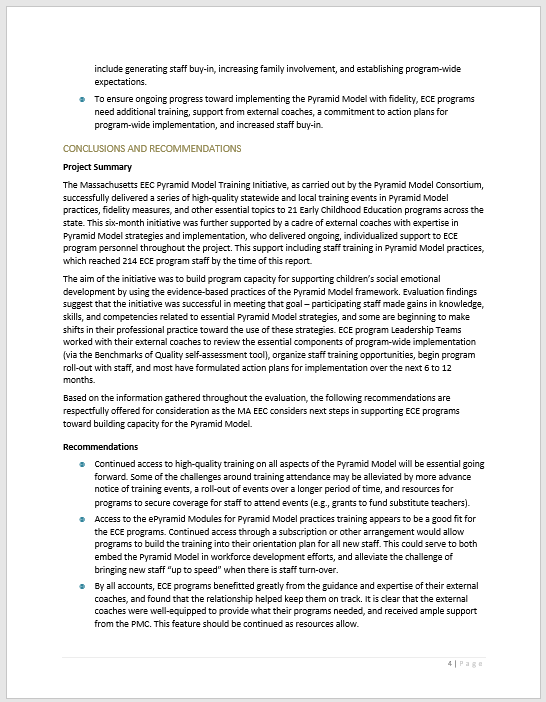 include generating staff buy-in, increasing family involvement, and establishing program-wide
expectations.
To ensure ongoing progress toward implementing the Pyramid Model with fidelity, ECE programs
need additional training, support from external coaches, a commitment to action plans for
program-wide implementation, and increased staff buy-in.
CONCLUSIONS AND RECOMMENDATIONS
Project Summary
The Massachusetts EEC Pyramid Model Training Initiative, as carried out by the Pyramid Model Consortium,
successfully delivered a series of high-quality statewide and local training events in Pyramid Model
practices, fidelity measures, and other essential topics to 21 Early Childhood Education programs across the
state. This six-month initiative was further supported by a cadre of external coaches with expertise in
Pyramid Model strategies and implementation, who delivered ongoing, individualized support to ECE
program personnel throughout the project. This support including staff training in Pyramid Model practices,
which reached 214 ECE program staff by the time of this report.
The aim of the initiative was to build program capacity for supporting children's social emotional
development by using the evidence-based practices of the Pyramid Model framework. Evaluation findings
suggest that the initiative was successful in meeting that goal – participating staff made gains in knowledge,
skills, and competencies related to essential Pyramid Model strategies, and some are beginning to make
shifts in their professional practice toward the use of these strategies. ECE program Leadership Teams
worked with their external coaches to review the essential components of program-wide implementation
(via the Benchmarks of Quality self-assessment tool), organize staff training opportunities, begin program
roll-out with staff, and most have formulated action plans for implementation over the next 6 to 12
months.
Based on the information gathered throughout the evaluation, the following recommendations are
respectfully offered for consideration as the MA EEC considers next steps in supporting ECE programs
toward building capacity for the Pyramid Model.
Recommendations
Continued access to high-quality training on all aspects of the Pyramid Model will be essential going
forward. Some of the challenges around training attendance may be alleviated by more advance
notice of training events, a roll-out of events over a longer period of time, and resources for
programs to secure coverage for staff to attend events (e.g., grants to fund substitute teachers).
Access to the ePyramid Modules for Pyramid Model practices training appears to be a good fit for
the ECE programs. Continued access through a subscription or other arrangement would allow
programs to build the training into their orientation plan for all new staff. This could serve to both
embed the Pyramid Model in workforce development efforts, and alleviate the challenge of
bringing new staff "up to speed" when there is staff turn-over.
By all accounts, ECE programs benefitted greatly from the guidance and expertise of their external
coaches, and found that the relationship helped keep them on track. It is clear that the external
coaches were well-equipped to provide what their programs needed, and received ample support
from the PMC. This feature should be continued as resources allow.
4 | Page